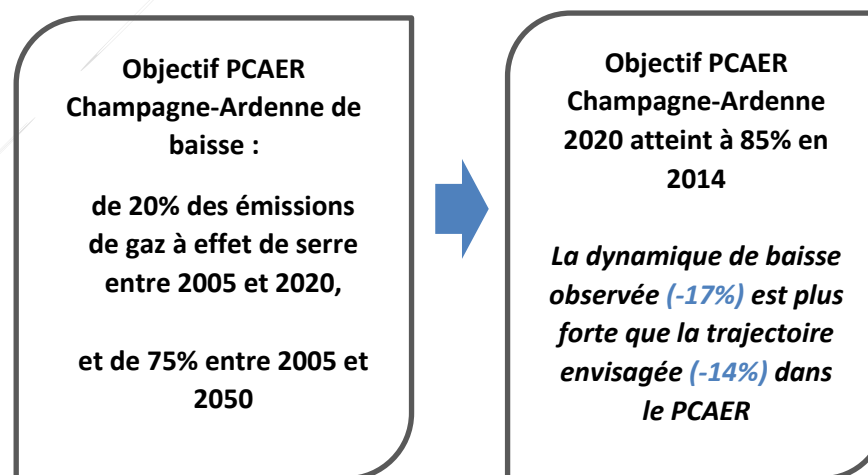 Objectif PCAER
Champagne-Ardenne de
baisse :
de 20% des émissions
de gaz à effet de serre
entre 2005 et 2020,
et de 75% entre 2005 et
2050
Objectif PCAER
Champagne-Ardenne
2020 atteint à 85% en
2014
La dynamique de baisse
observée (-17%) est plus
forte que la trajectoire
envisagée (-14%) dans
le PCAER